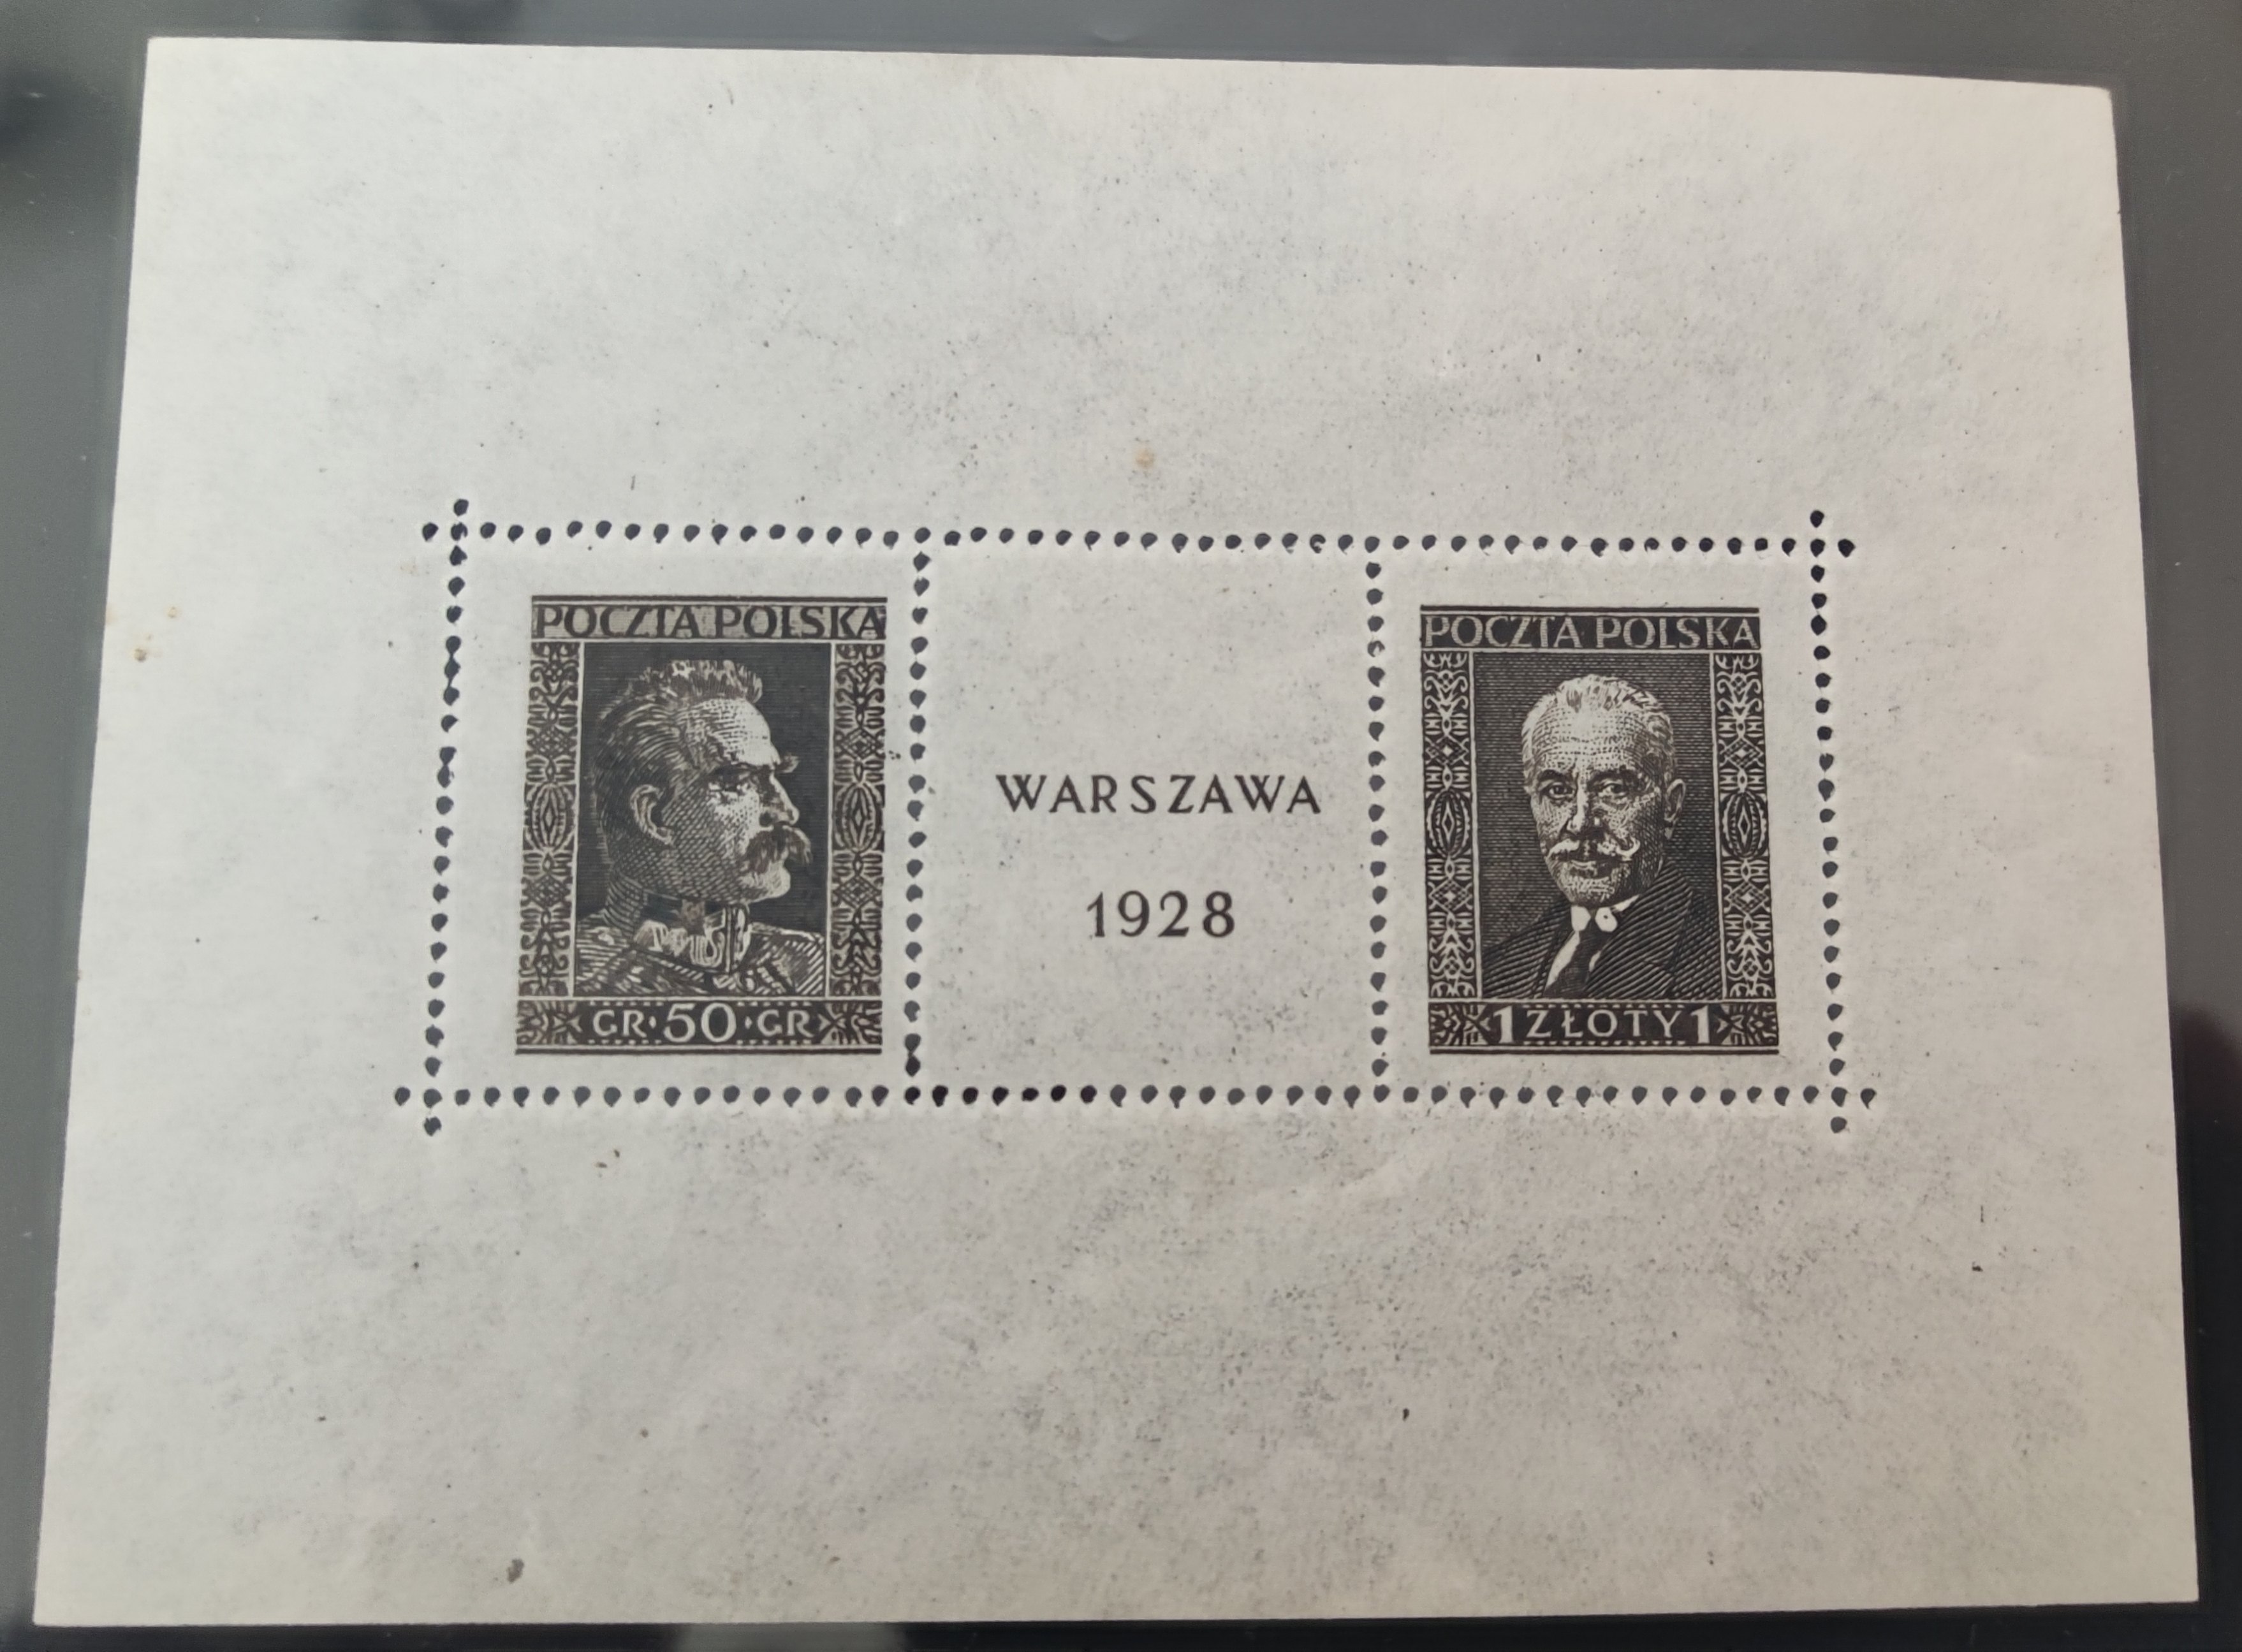 POCZTA POLSKA
GR·50·GR
WARSZAWA
1928
POCZTA POLSKA
1 ZŁOTY 1